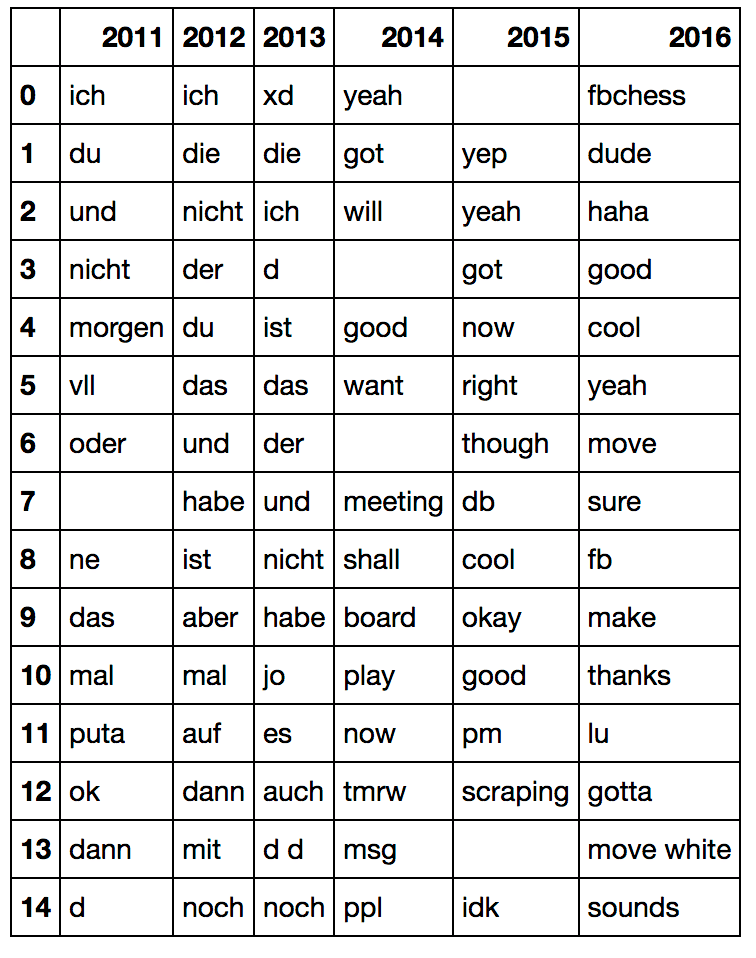 2011 2012 2013 2014 2015 2016
0 ich ich xd yeah fbchess
1 du die die got yep dude
2 und nicht ich will yeah haha
3 nicht der d got good
4 morgen du ist good now cool
5 vll das das want right yeah
6 oder und der though move
7 habe und meeting db sure
8 ne ist nicht shall cool fb
9 das aber habe board okay make
10 mal mal jo play good thanks
11 puta auf es now pm lu
12 ok dann auch tmrw scraping gotta
13 dann mit d d msg move white
14 d noch noch ppl idk sounds